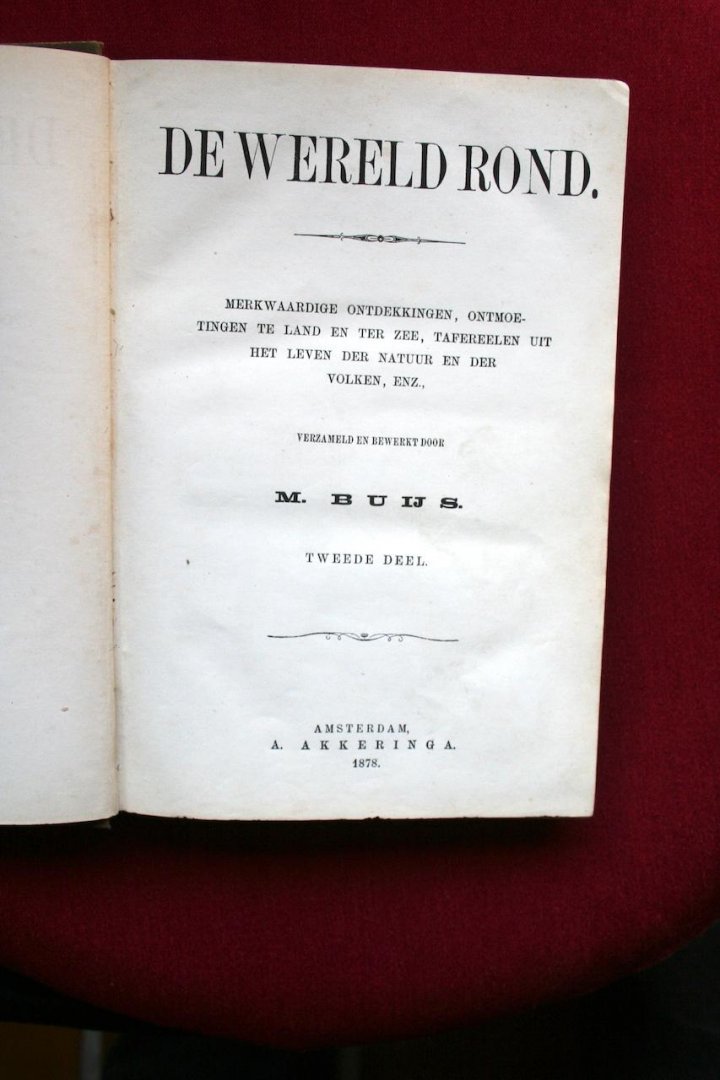 DE WERELD ROND.
MERKWAARDIGE ONTDEKKINGEN, ONTMOE-
TINGEN TE LAND EN TER ZEE, TAFEREELEN UIT
HET LEVEN DER NATUUR EN DER
VOLKEN, ENZ.,
VERZAMELD EN BEWERKT DOOR
M. BUIJS.
TWEEDE DEEL.
AMSTERDAM,
A. AKKERINGA.
1878.